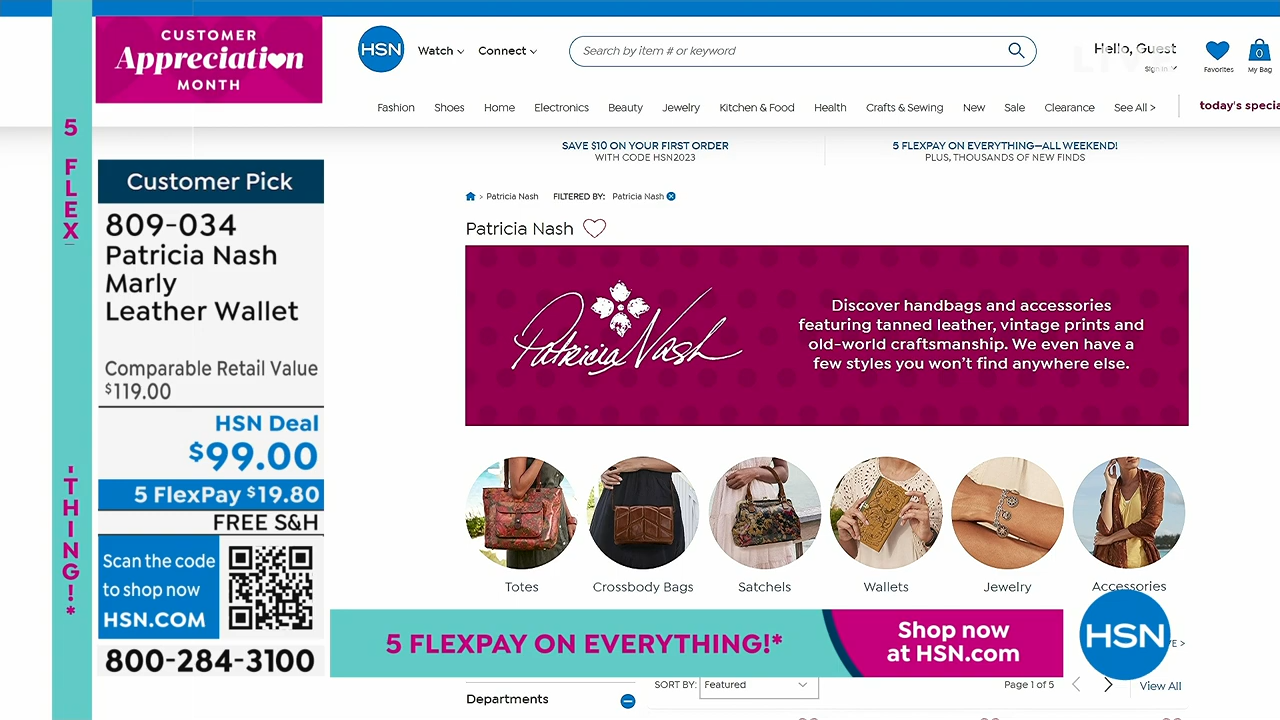 CUSTOMER
Appreciation
MONTH
5
FLEX
-THING!*
Customer Pick
809-034
Patricia Nash
Marly
Leather Wallet
Comparable Retail Value
$119.00
HSN Deal
$99.00
5 FlexPay $19.80
FREE S&H
Scan the code
to shop now
HSN.COM
800-284-3100
HSN
Watch
Connect
Search by item # or keyword
Hello, Guest
Sign in
LIVE
Favorites
0
My Bag
Fashion
Shoes
Home
Electronics
Beauty
Jewelry
Kitchen & Food
Health
Crafts & Sewing
New
Sale
Clearance
See All >
today's specia
SAVE $10 ON YOUR FIRST ORDER
WITH CODE HSN2023
5 FLEXPAY ON EVERYTHING—ALL WEEKEND!
PLUS, THOUSANDS OF NEW FINDS
> Patricia Nash
FILTERED BY: Patricia Nash
Patricia Nash
Patricia Nash
Discover handbags and accessories
featuring tanned leather, vintage prints and
old-world craftsmanship. We even have a
few styles you won't find anywhere else.
Totes
Crossbody Bags
Satchels
Wallets
Jewelry
Accessories
5 FLEXPAY ON EVERYTHING!*
Shop now
at HSN.com
HSN
E >
Departments
SORT BY: Featured
Page 1 of 5
View All